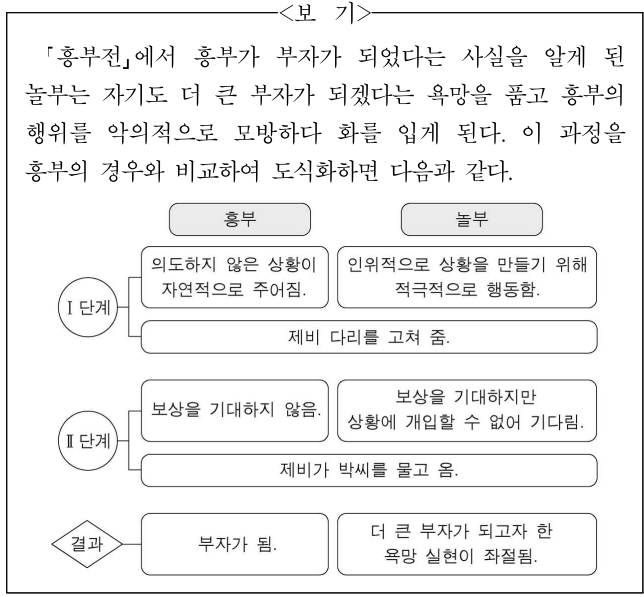 <보 기>
「흥부전」에서 흥부가 부자가 되었다는 사실을 알게 된
놀부는 자기도 더 큰 부자가 되겠다는 욕망을 품고 흥부의
행위를 악의적으로 모방하다 화를 입게 된다. 이 과정을
흥부의 경우와 비교하여 도식화하면 다음과 같다.
흥부
놀부
Ⅰ 단계
의도하지 않은 상황이
자연적으로 주어짐.
인위적으로 상황을 만들기 위해
적극적으로 행동함.
제비 다리를 고쳐 줌.
Ⅱ 단계
보상을 기대하지 않음.
보상을 기대하지만
상황에 개입할 수 없어 기다림.
제비가 박씨를 물고 옴.
결과
부자가 됨.
더 큰 부자가 되고자 한
욕망 실현이 좌절됨.